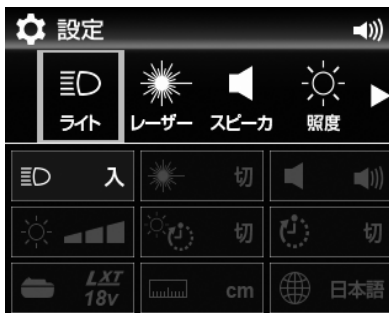 設定
ライト レーザー スピーカ 照度
入 切
切 切
LXT
18v cm 日本語